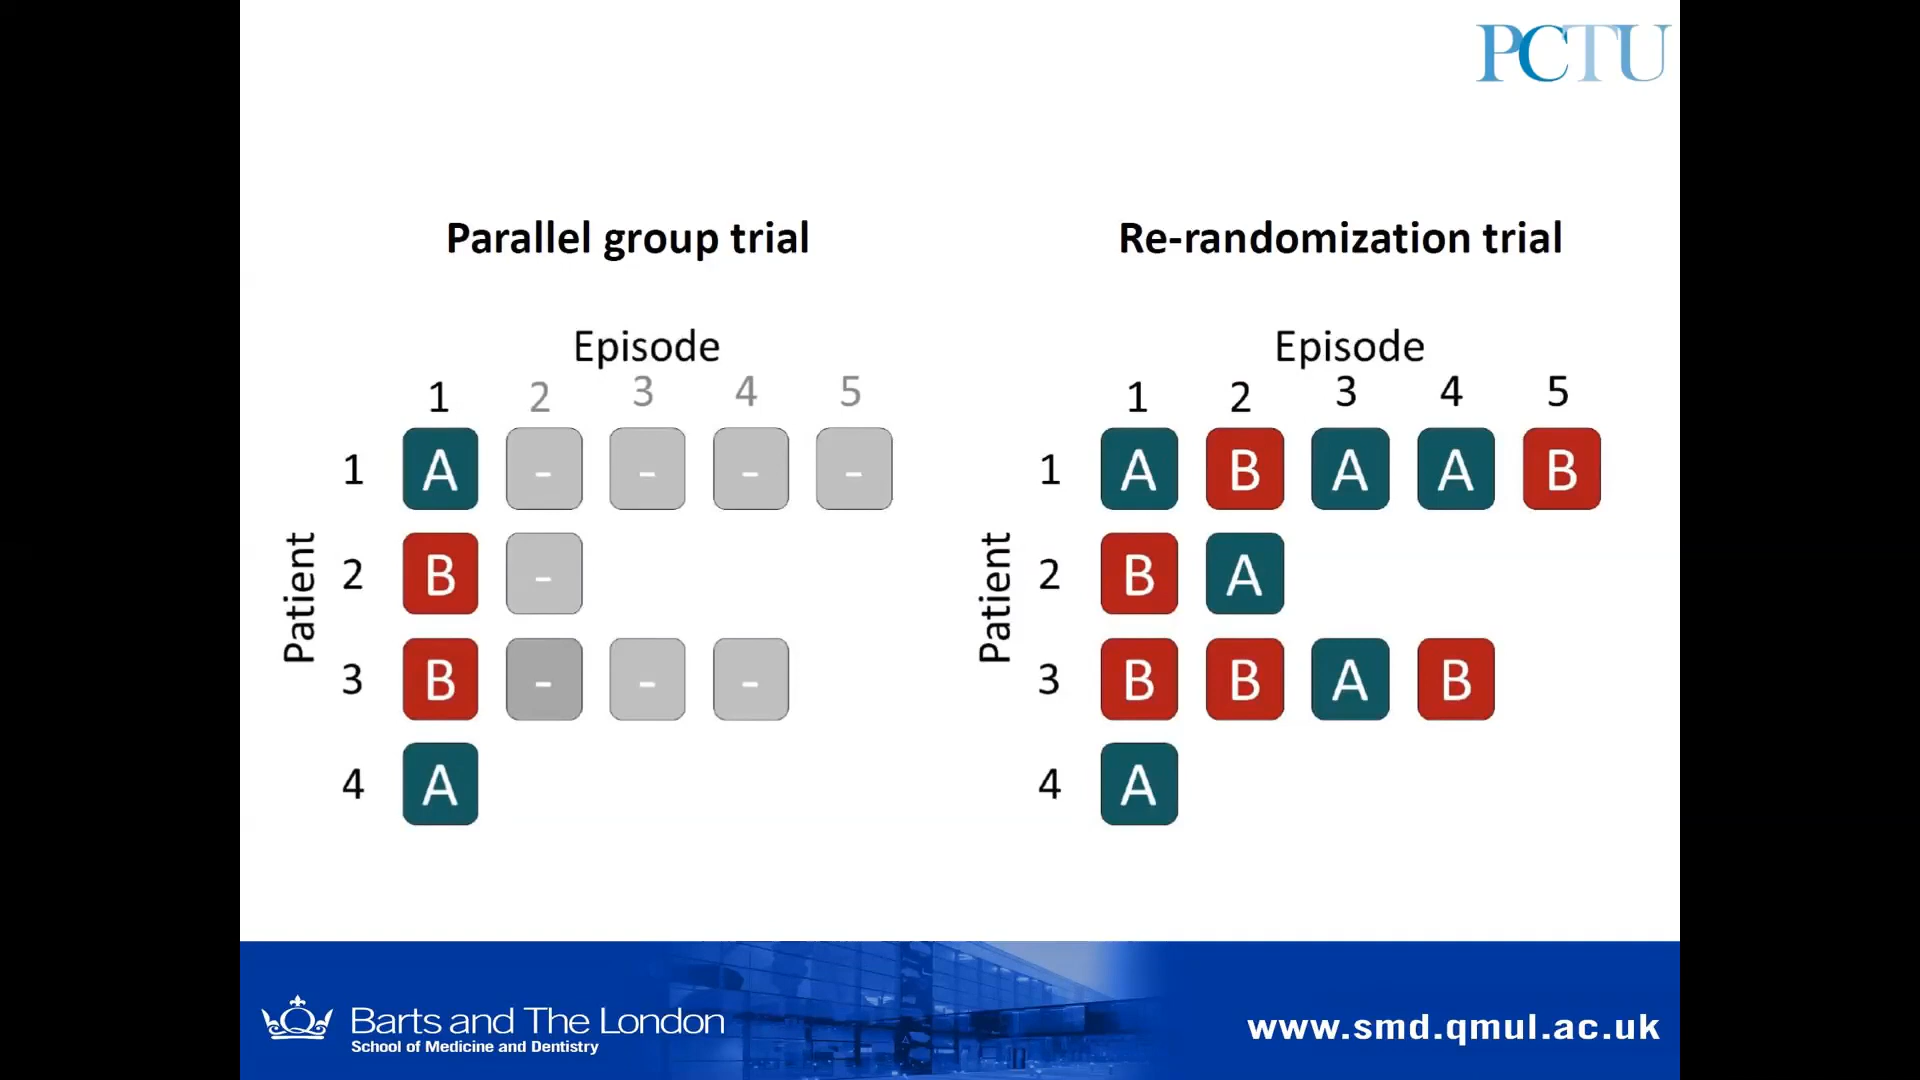 PCTU
Parallel group trial
Episode
1 2 3 4 5
Patient
1 A - - - -
2 B -
3 B - - -
4 A
Re-randomization trial
Episode
1 2 3 4 5
Patient
1 A B A A B
2 B A
3 B B A B
4 A
Barts and The London
School of Medicine and Dentistry
www.smd.qmul.ac.uk